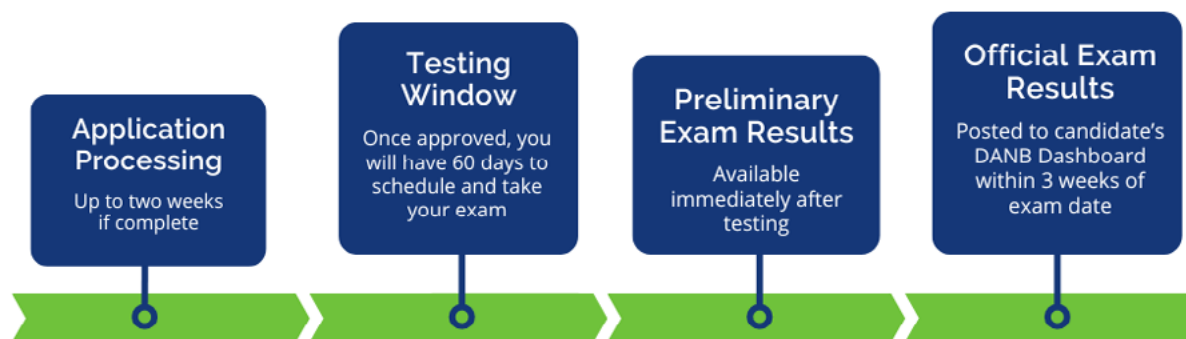 Application
Processing
Up to two weeks
if complete
Testing
Window
Once approved, you
will have 60 days to
schedule and take
your exam
Preliminary
Exam Results
Available
immediately after
testing
Official Exam
Results
Posted to candidate’s
DANB Dashboard
within 3 weeks of
exam date